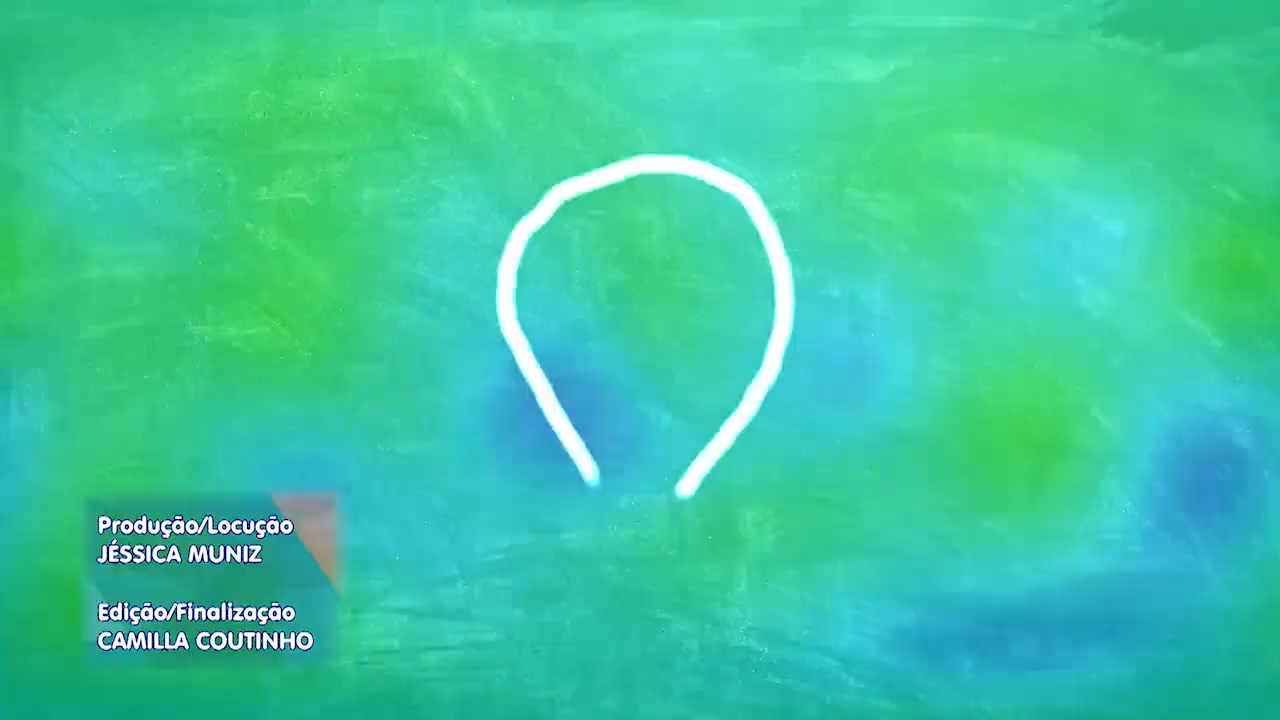 Produção/Locução
JÉSSICA MUNIZ
Edição/Finalização
CAMILLA COUTINHO